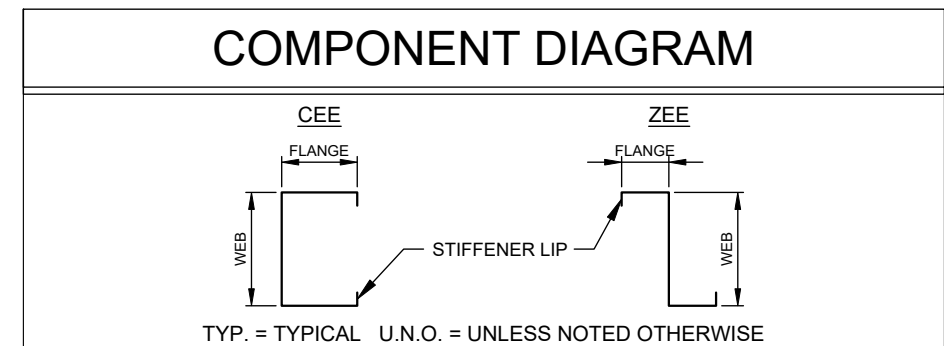 COMPONENT DIAGRAM
CEE
ZEE
FLANGE
FLANGE
WEB
STIFFENER LIP
WEB
TYP. = TYPICAL U.N.O. = UNLESS NOTED OTHERWISE